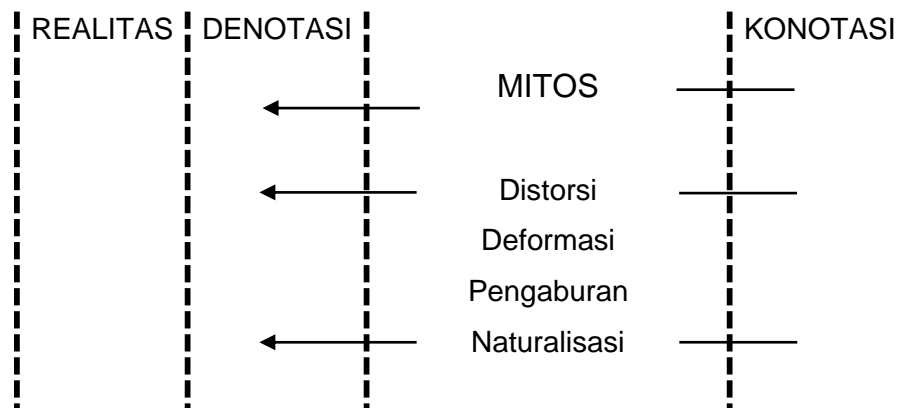 REALITAS DENOTASI KONOTASI
MITOS
Distorsi
Deformasi
Pengaburan
Naturalisasi